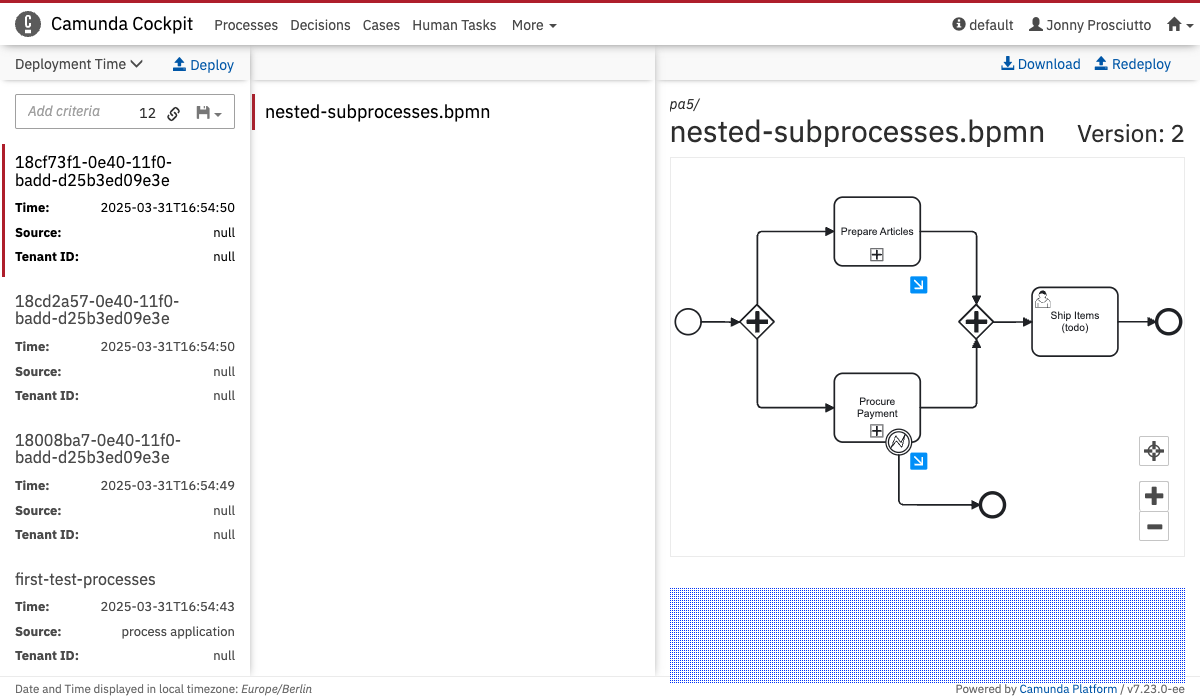 Camunda Cockpit Processes Decisions Cases Human Tasks More default Jonny Prosciutto
Deployment Time Deploy
Download Redeploy
Add criteria 12
18cf73f1-0e40-11f0-
badd-d25b3ed09e3e
Time: 2025-03-31T16:54:50
Source: null
Tenant ID: null
18cd2a57-0e40-11f0-
badd-d25b3ed09e3e
Time: 2025-03-31T16:54:50
Source: null
Tenant ID: null
18008ba7-0e40-11f0-
badd-d25b3ed09e3e
Time: 2025-03-31T16:54:49
Source: null
Tenant ID: null
first-test-processes
Time: 2025-03-31T16:54:43
Source: process application
Tenant ID: null
nested-subprocesses.bpmn
pa5/
nested-subprocesses.bpmn Version: 2
Prepare Articles
Ship Items
(todo)
Procure
Payment
Date and Time displayed in local timezone: Europe/Berlin
Powered by Camunda Platform / v7.23.0-ee